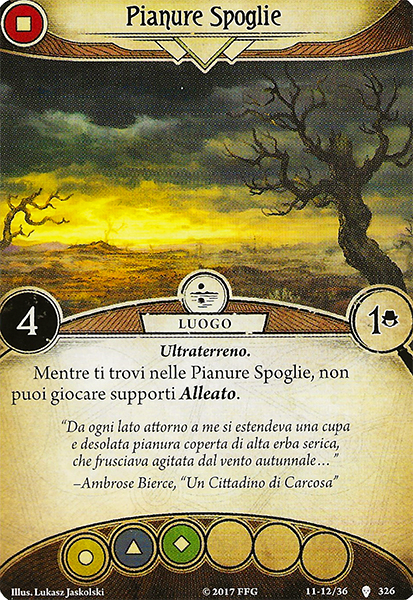 Pianure Spoglie
4
LUOGO
1
Ultraterreno.
Mentre ti trovi nelle Pianure Spoglie, non
puoi giocare supporti Alleato.
“Da ogni lato attorno a me si estendeva una cupa
e desolata pianura coperta di alta erba serica,
che frusciava agitata dal vento autunnale…”
–Ambrose Bierce, “Un Cittadino di Carcosa”
Illus. Lukasz Jaskolski
© 2017 FFG
11-12/36
326